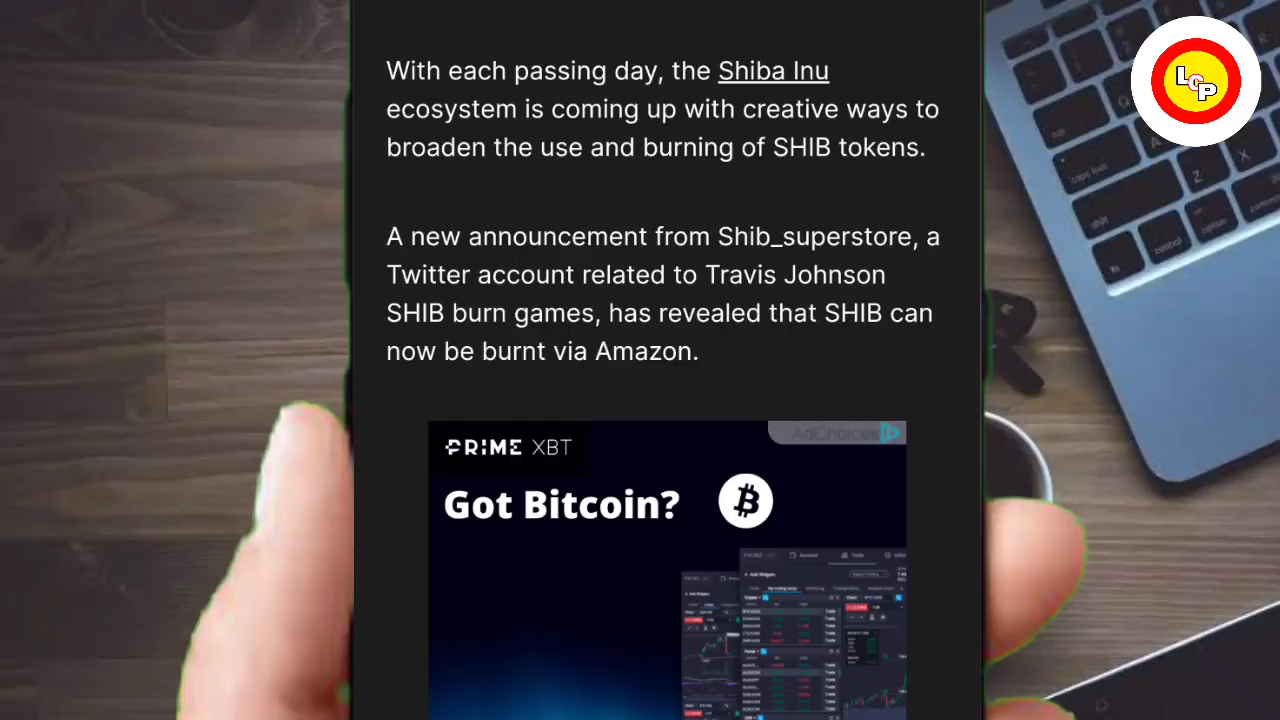 With each passing day, the Shiba Inu
ecosystem is coming up with creative ways to
broaden the use and burning of SHIB tokens.
A new announcement from Shib_superstore, a
Twitter account related to Travis Johnson
SHIB burn games, has revealed that SHIB can
now be burnt via Amazon.
AdChoices
PRIME XBT
Got Bitcoin?
LCP